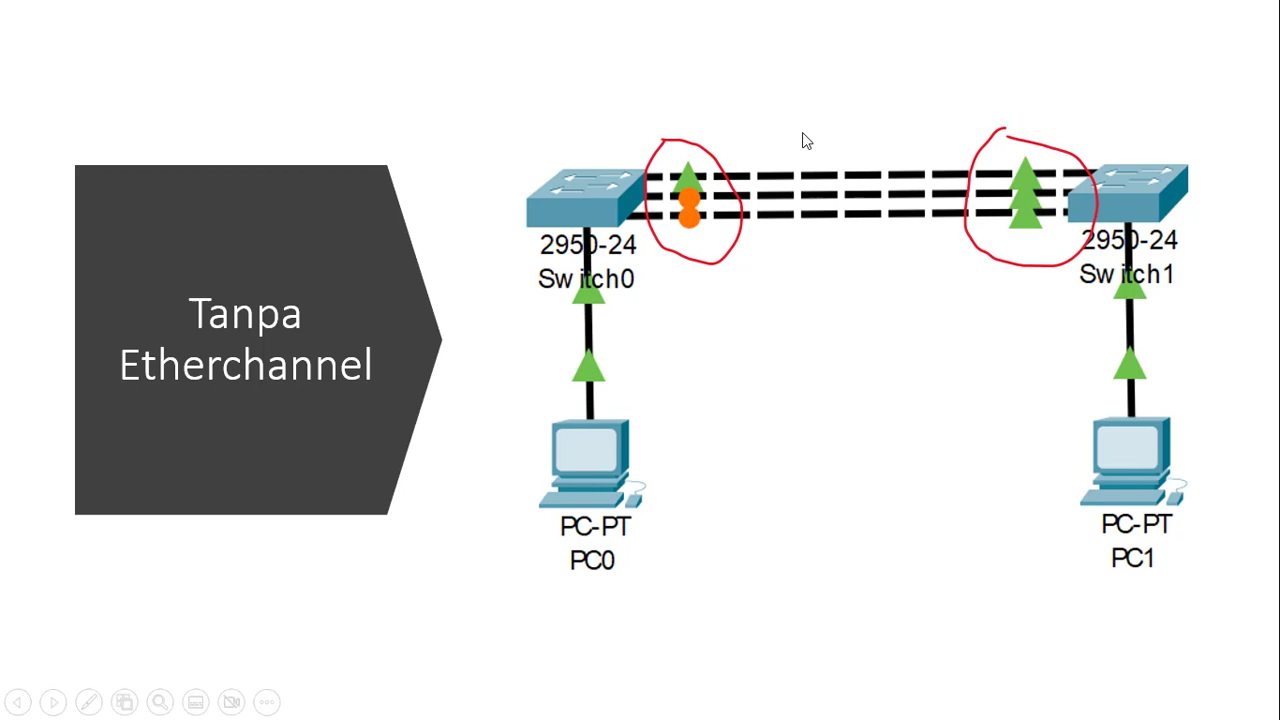 Tanpa
Etherchannel
2950-24
Switch0
2950-24
Switch1
PC-PT
PC0
PC-PT
PC1